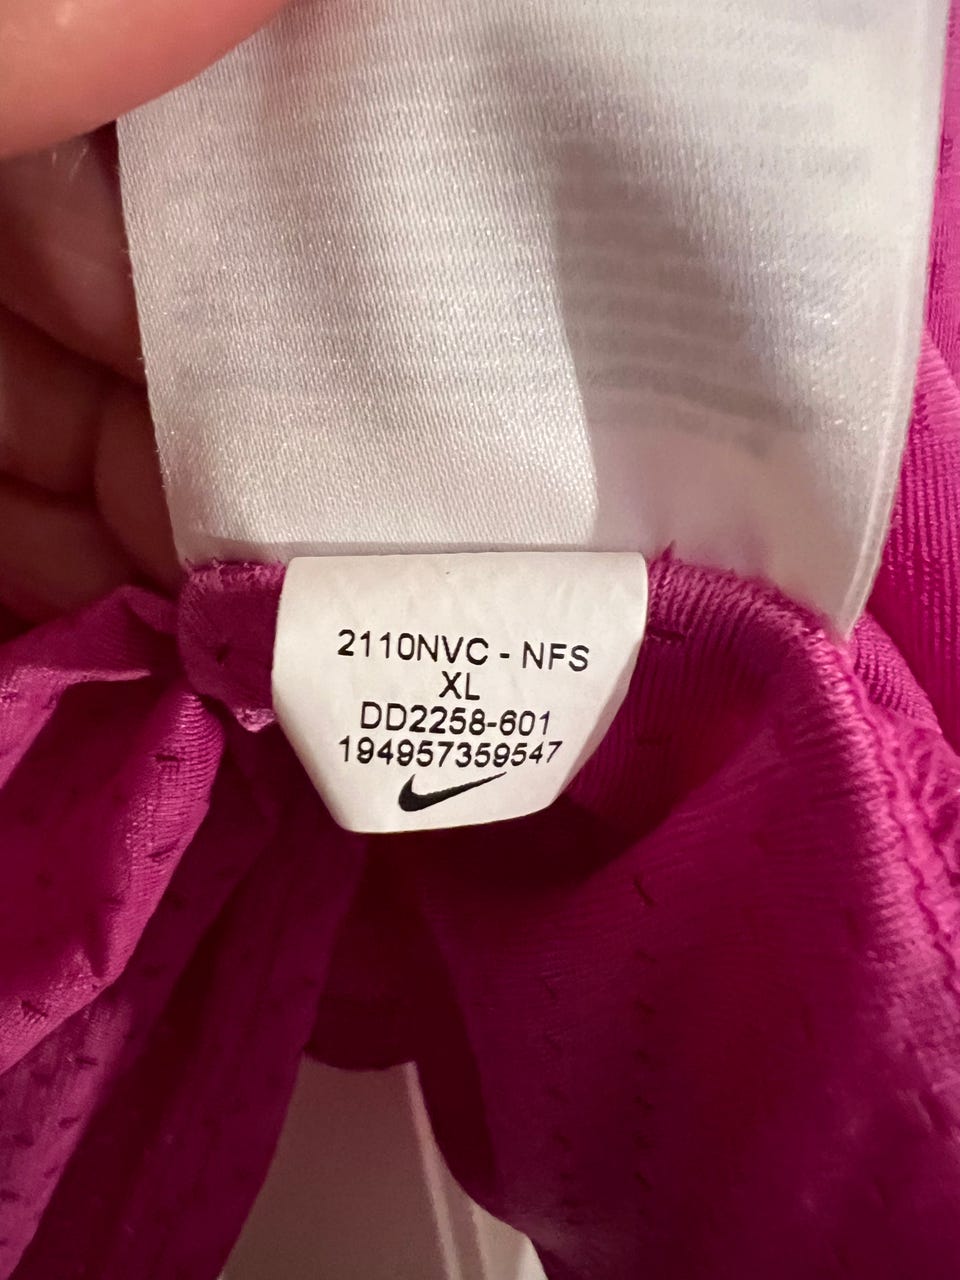 2110NVC - NFS
XL
DD2258-601
194957359547